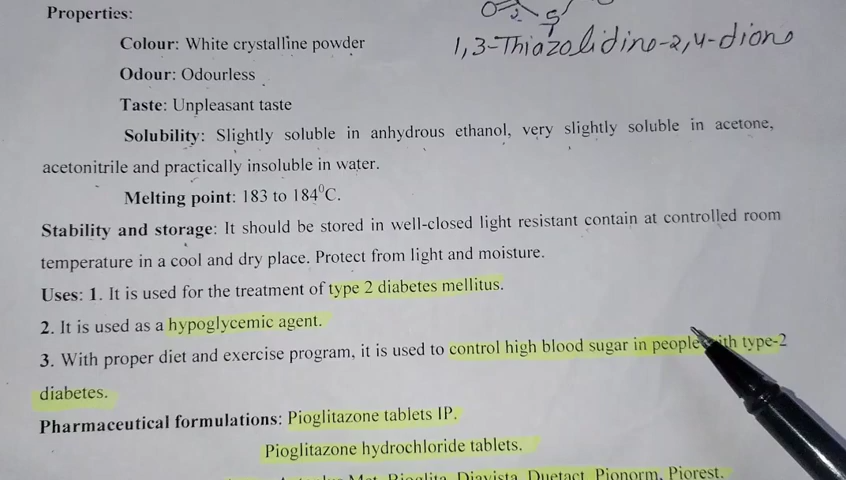 Properties:
O 2 S
1,3-Thiazolidine-2,4-dione
Colour: White crystalline powder
Odour: Odourless
Taste: Unpleasant taste
Solubility: Slightly soluble in anhydrous ethanol, very slightly soluble in acetone,
acetonitrile and practically insoluble in water.
Melting point: 183 to 184⁰C.
Stability and storage: It should be stored in well-closed light resistant contain at controlled room
temperature in a cool and dry place. Protect from light and moisture.
Uses: 1. It is used for the treatment of type 2 diabetes mellitus.
2. It is used as a hypoglycemic agent.
3. With proper diet and exercise program, it is used to control high blood sugar in people with type-2
diabetes.
Pharmaceutical formulations: Pioglitazone tablets IP.
Pioglitazone hydrochloride tablets.
Met, Pioglita, Diavista, Duetact, Pionorm, Piorest.